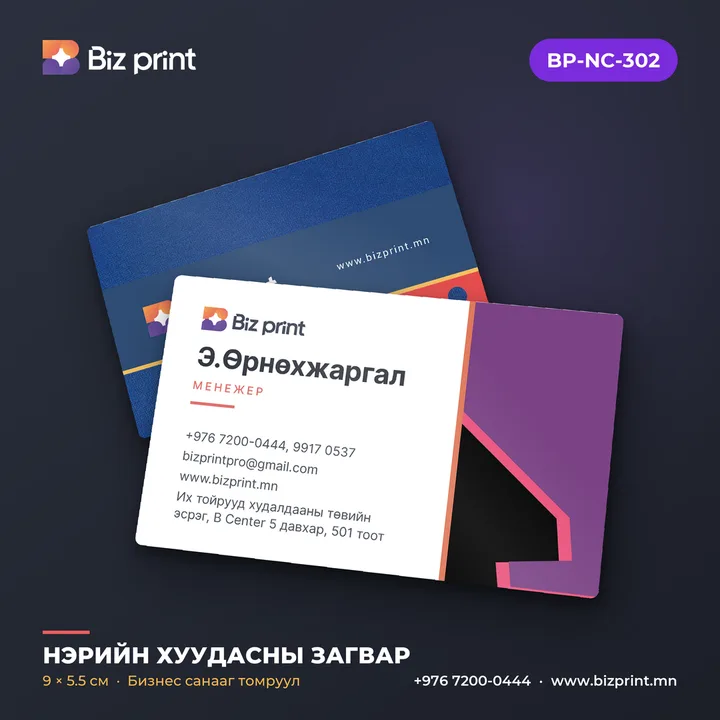 Biz print
BP-NC-302
www.bizprint.mn
Biz print
Э.Өрнөхжаргал
МЕНЕЖЕР
+976 7200-0444, 9917 0537
bizprintpro@gmail.com
www.bizprint.mn
Их тойрууд худалдааны төвийн
эсрэг, B Center 5 давхар, 501 тоот
НЭРИЙН ХУУДАСНЫ ЗАГВАР
9 × 5.5 см · Бизнес санааг томруул
+976 7200-0444 · www.bizprint.mn